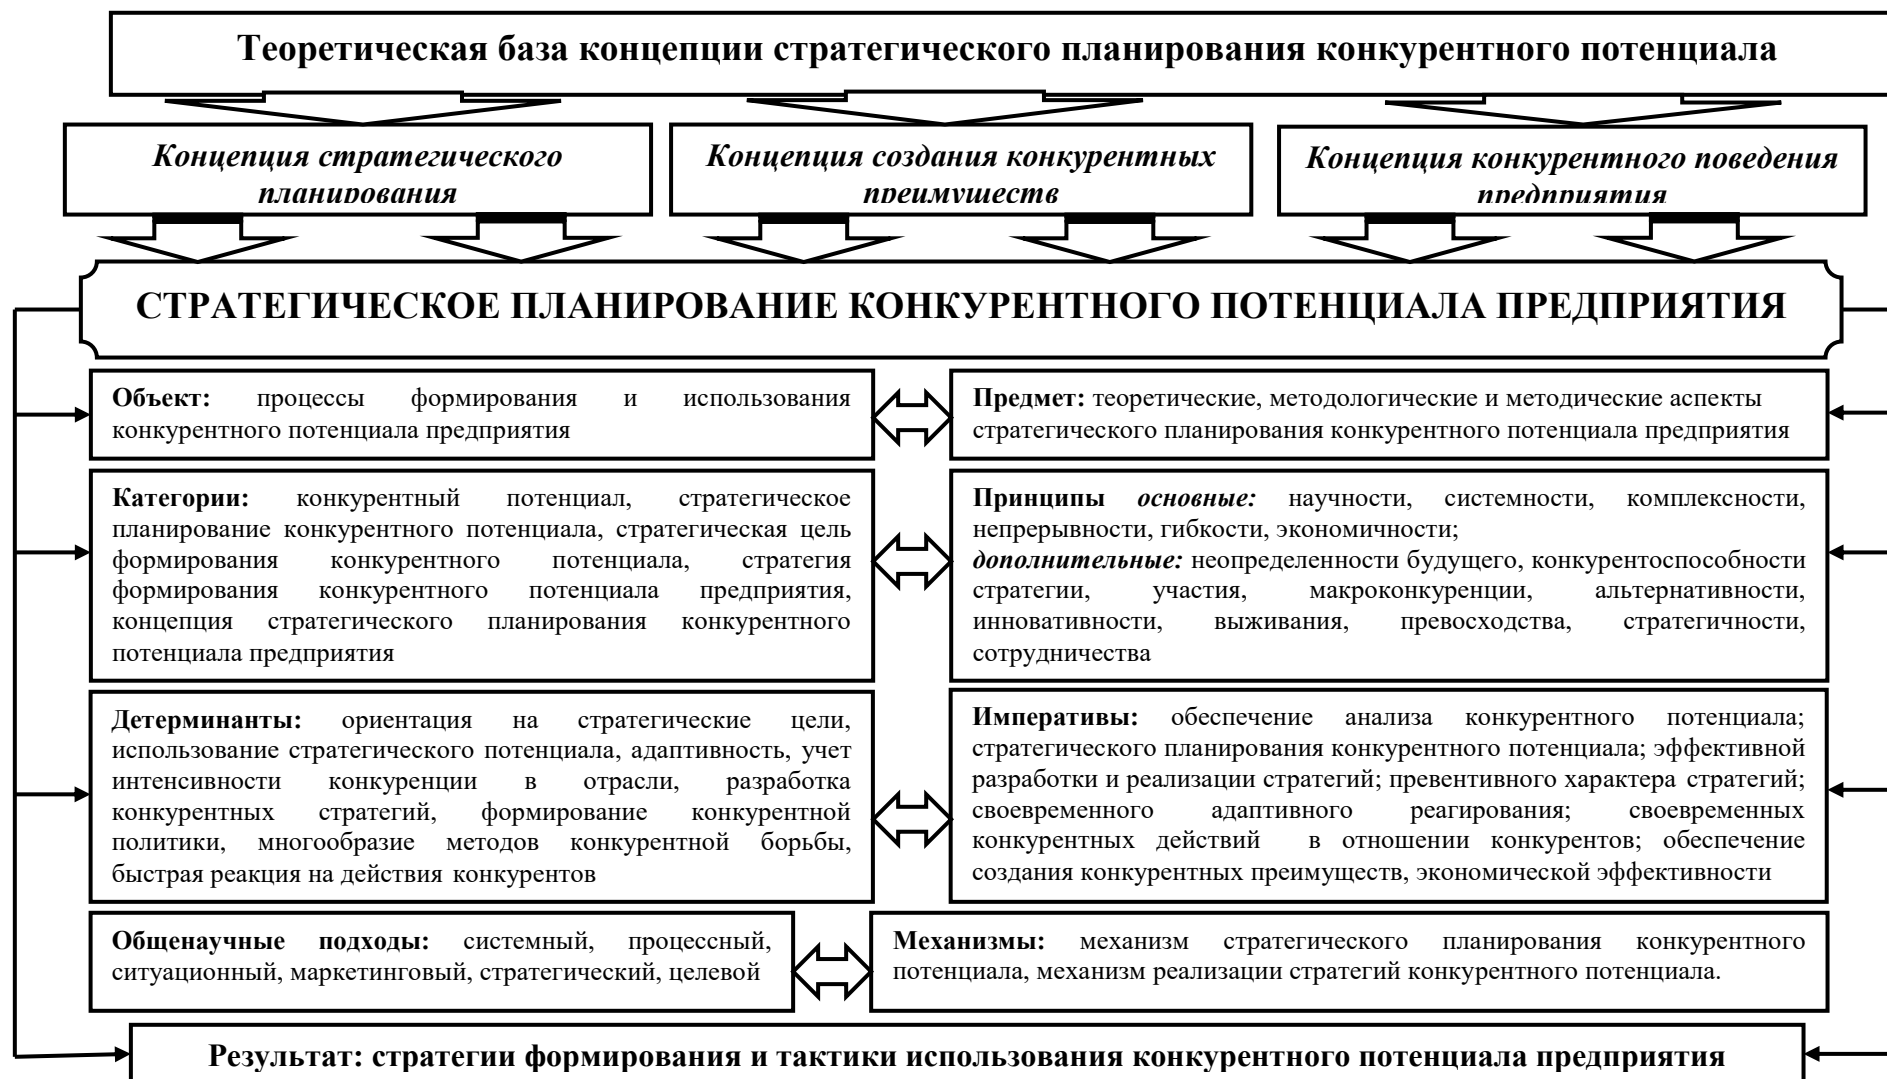 Теоретическая база концепции стратегического планирования конкурентного потенциала
Концепция стратегического
планирования
Концепция создания конкурентных
преимуществ
Концепция конкурентного поведения
предприятия
СТРАТЕГИЧЕСКОЕ ПЛАНИРОВАНИЕ КОНКУРЕНТНОГО ПОТЕНЦИАЛА ПРЕДПРИЯТИЯ
Объект: процессы формирования и использования
конкурентного потенциала предприятия
Предмет: теоретические, методологические и методические аспекты
стратегического планирования конкурентного потенциала предприятия
Категории: конкурентный потенциал, стратегическое
планирование конкурентного потенциала, стратегическая цель
формирования конкурентного потенциала, стратегия
формирования конкурентного потенциала предприятия,
концепция стратегического планирования конкурентного
потенциала предприятия
Принципы основные: научности, системности, комплексности,
непрерывности, гибкости, экономичности;
дополнительные: неопределенности будущего, конкурентоспособности
стратегии, участия, макроконкуренции, альтернативности,
инновативности, выживания, превосходства, стратегичности,
сотрудничества
Детерминанты: ориентация на стратегические цели,
использование стратегического потенциала, адаптивность, учет
интенсивности конкуренции в отрасли, разработка
конкурентных стратегий, формирование конкурентной
политики, многообразие методов конкурентной борьбы,
быстрая реакция на действия конкурентов
Императивы: обеспечение анализа конкурентного потенциала;
стратегического планирования конкурентного потенциала; эффективной
разработки и реализации стратегий; превентивного характера стратегий;
своевременного адаптивного реагирования; своевременных
конкурентных действий в отношении конкурентов; обеспечение
создания конкурентных преимуществ, экономической эффективности
Общенаучные подходы: системный, процессный,
ситуационный, маркетинговый, стратегический, целевой
Механизмы: механизм стратегического планирования конкурентного
потенциала, механизм реализации стратегий конкурентного потенциала.
Результат: стратегии формирования и тактики использования конкурентного потенциала предприятия